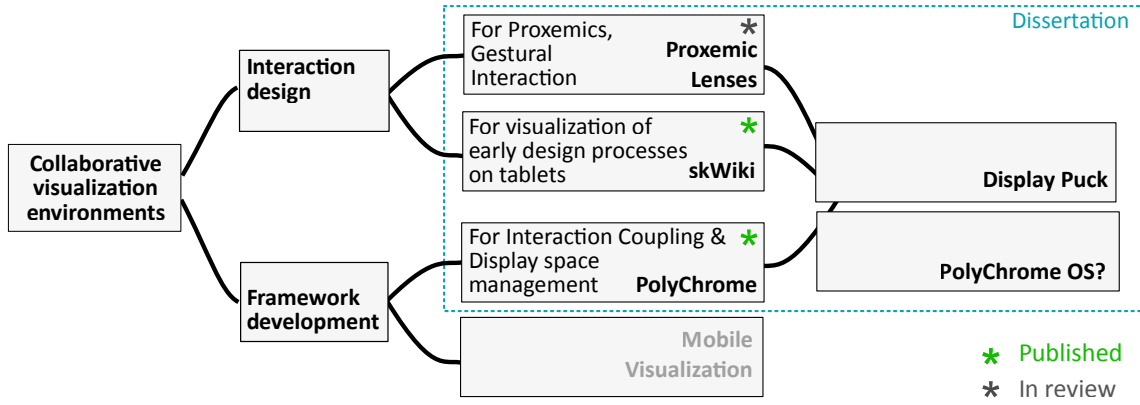 Dissertation
For Proxemics,
Gestural
Interaction
*
Proxemic
Lenses
Interaction
design
For visualization of
early design processes
on tablets
*
skWiki
Collaborative
visualization
environments
Display Puck
For Interaction Coupling &
Display space
management
*
PolyChrome
PolyChrome OS?
Framework
development
Mobile
Visualization
* Published
* In review